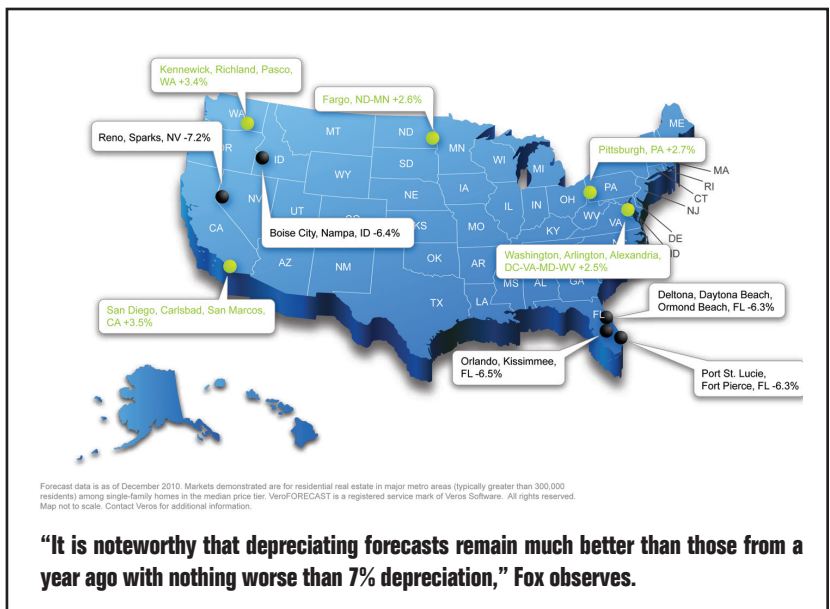 Kennewick, Richland, Pasco,
WA +3.4%
Fargo, ND-MN +2.6%
Reno, Sparks, NV -7.2%
Pittsburgh, PA +2.7%
Boise City, Nampa, ID -6.4%
Washington, Arlington, Alexandria,
DC-VA-MD-WV +2.5%
San Diego, Carlsbad, San Marcos,
CA +3.5%
Deltona, Daytona Beach,
Ormond Beach, FL -6.3%
Orlando, Kissimmee,
FL -6.5%
Port St. Lucie,
Fort Pierce, FL -6.3%
WA
MT
ND
MN
ME
ID
SD
WI
MI
WY
NE
IA
PA
MA
RI
CT
NJ
NV
UT
IL
IN
OH
WV
VA
CA
KS
MO
KY
DE
AZ
NM
OK
AR
TX
LA
MS
AL
GA
FL
Forecast data is as of December 2010. Markets demonstrated are for residential real estate in major metro areas (typically greater than 300,000
residents) among single-family homes in the median price tier. VeroFORECAST is a registered service mark of Veros Software. All rights reserved.
Map not to scale. Contact Veros for additional information.
“It is noteworthy that depreciating forecasts remain much better than those from a
year ago with nothing worse than 7% depreciation,” Fox observes.